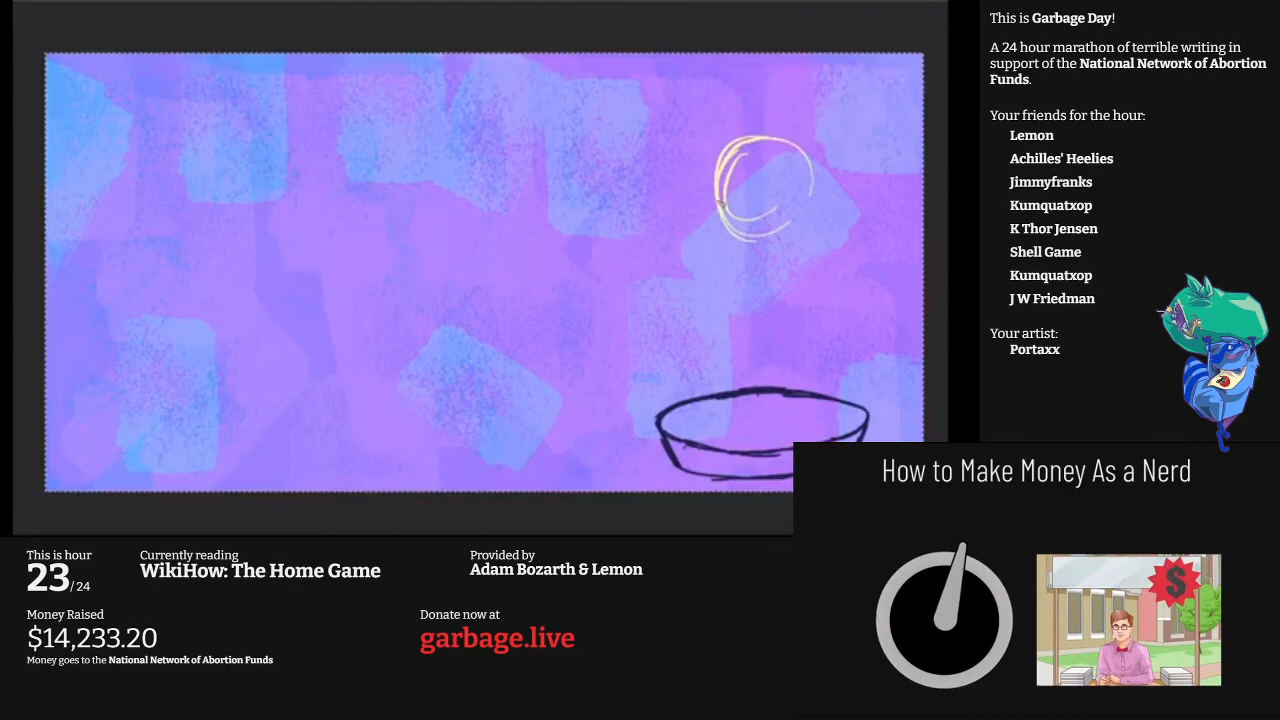 This is Garbage Day!
A 24 hour marathon of terrible writing in
support of the National Network of Abortion
Funds.
Your friends for the hour:
Lemon
Achilles' Heelies
Jimmyfranks
Kumquatxop
K Thor Jensen
Shell Game
Kumquatxop
J W Friedman
Your artist:
Portaxx
How to Make Money As a Nerd
$
This is hour
23/24
Currently reading
WikiHow: The Home Game
Provided by
Adam Bozarth & Lemon
Money Raised
$14,233.20
Money goes to the National Network of Abortion Funds
Donate now at
garbage.live